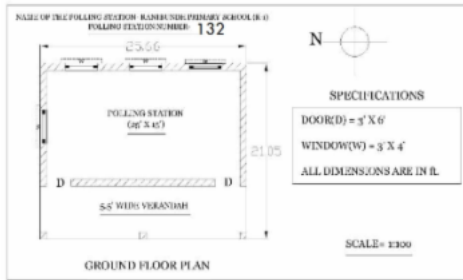 NAME OF THE POLLING STATION- RANIBUNDE PRIMARY SCHOOL (R-1)
POLLING STATION NUMBER- 132
25.66
N
POLLING STATION
(25' X 15')
21.05
D
D
5.5' WIDE VERANDAH
GROUND FLOOR PLAN
SPECIFICATIONS
DOOR(D) = 3' X 6'
WINDOW(W) = 3' X 4'
ALL DIMENSIONS ARE IN ft.
SCALE= 1:100